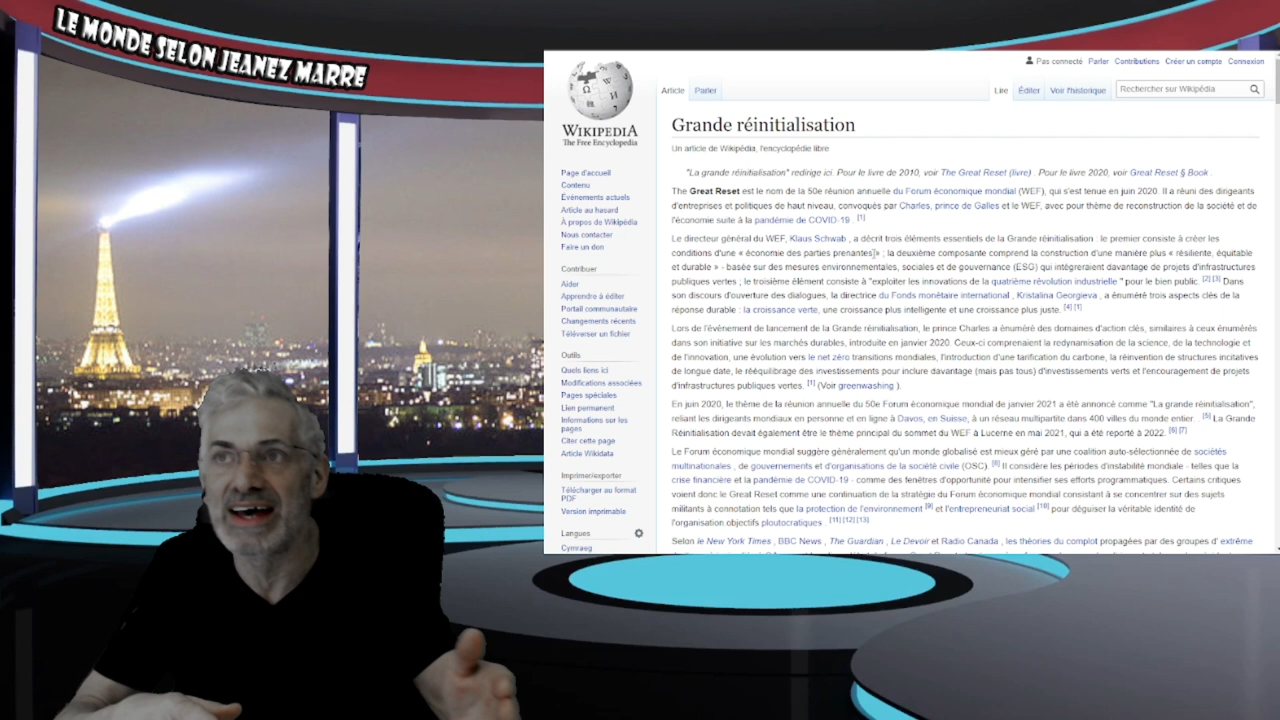 LE MONDE SELON JEANEZ MARRE
Pas connecté Parler Contributions Créer un compte Connexion
Article Parler Lire Éditer Voir l'historique Rechercher sur Wikipédia
WIKIPEDIA
The Free Encyclopedia
Page d'accueil
Contenu
Événements actuels
Article au hasard
À propos de Wikipédia
Nous contacter
Faire un don
Contribuer
Aider
Apprendre à éditer
Portail communautaire
Changements récents
Téléverser un fichier
Outils
Quels liens ici
Modifications associées
Pages spéciales
Lien permanent
Informations sur les
pages
Citer cette page
Article Wikidata
Imprimer/exporter
Télécharger au format
PDF
Version imprimable
Langues
Cymraeg
Grande réinitialisation
Un article de Wikipédia, l'encyclopédie libre
"La grande réinitialisation" redirige ici. Pour le livre de 2010, voir The Great Reset (livre) . Pour le livre 2020, voir Great Reset § Book .
The Great Reset est le nom de la 50e réunion annuelle du Forum économique mondial (WEF), qui s'est tenue en juin 2020. Il a réuni des dirigeants
d'entreprises et politiques de haut niveau, convoqués par Charles, prince de Galles et le WEF, avec pour thème de reconstruction de la société et de
l'économie suite à la pandémie de COVID-19 [1]
Le directeur général du WEF, Klaus Schwab , a décrit trois éléments essentiels de la Grande réinitialisation : le premier consiste à créer les
conditions d'une « économie des parties prenantes » ; la deuxième composante comprend la construction d'une manière plus « résiliente, équitable
et durable » - basée sur des mesures environnementales, sociales et de gouvernance (ESG) qui intègreraient davantage de projets d'infrastructures
publiques vertes ; le troisième élément consiste à "exploiter les innovations de la quatrième révolution industrielle " pour le bien public. [2] [3] Dans
son discours d'ouverture des dialogues, la directrice du Fonds monétaire international , Kristalina Georgieva , a énuméré trois aspects clés de la
réponse durable : la croissance verte, une croissance plus intelligente et une croissance plus juste. [4] [1]
Lors de l'événement de lancement de la Grande réinitialisation, le prince Charles a énuméré des domaines d'action clés, similaires à ceux énumérés
dans son initiative sur les marchés durables, introduite en janvier 2020. Ceux-ci comprenaient la redynamisation de la science, de la technologie et
de l'innovation, une évolution vers le net zéro transitions mondiales, l'introduction d'une tarification du carbone, la réinvention de structures incitatives
de longue date, le rééquilibrage des investissements pour inclure davantage (mais pas tous) d'investissements verts et l'encouragement de projets
d'infrastructures publiques vertes. [1] (Voir greenwashing ).
En juin 2020, le thème de la réunion annuelle du 50e Forum économique mondial de janvier 2021 a été annoncé comme "La grande réinitialisation",
reliant les dirigeants mondiaux en personne et en ligne à Davos, en Suisse, à un réseau multipartite dans 400 villes du monde entier. [5] La Grande
Réinitialisation devait également être le thème principal du sommet du WEF à Lucerne en mai 2021, qui a été reporté à 2022. [6] [7]
Le Forum économique mondial suggère généralement qu'un monde globalisé est mieux géré par une coalition auto-sélectionnée de sociétés
multinationales , de gouvernements et d'organisations de la société civile (OSC). [8] Il considère les périodes d'instabilité mondiale - telles que la
crise financière et la pandémie de COVID-19 - comme des fenêtres d'opportunité pour intensifier ses efforts programmatiques. Certains critiques
voient donc le Great Reset comme une continuation de la stratégie du Forum économique mondial consistant à se concentrer sur des sujets
militants à connotation tels que la protection de l'environnement [9] et l'entrepreneuriat social [10] pour déguiser la véritable identité de
l'organisation objectifs ploutocratiques [11] [12] [13]
Selon le New York Times , BBC News , The Guardian , Le Devoir et Radio Canada , les théories du complot propagées par des groupes d' extrême